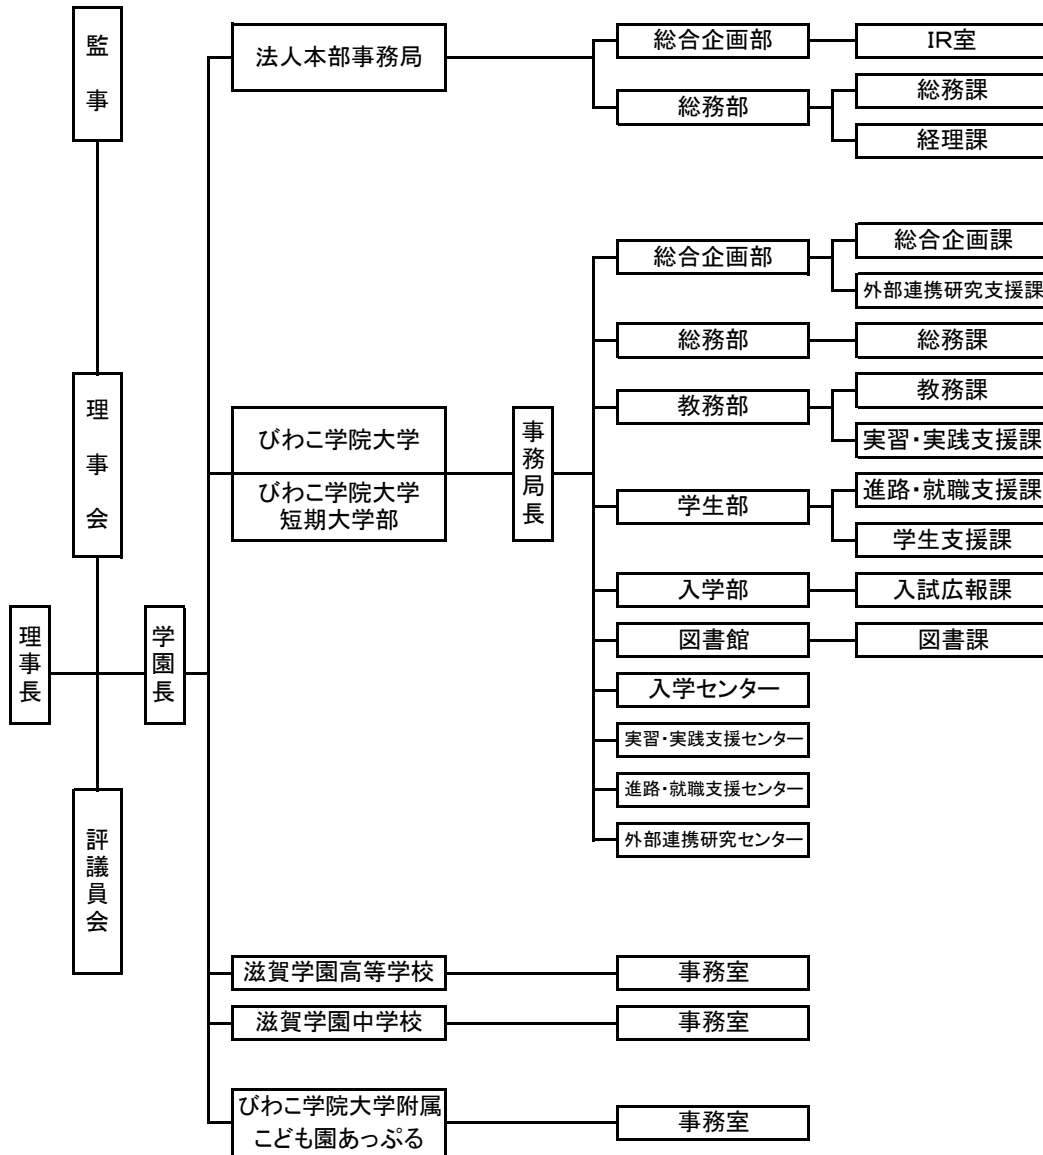 監事
理事会
理事長
学園長
評議員会
法人本部事務局
総合企画部
IR室
総務部
総務課
経理課
びわこ学院大学
びわこ学院大学
短期大学部
事務局長
総合企画部
総合企画課
外部連携研究支援課
総務部
総務課
教務部
教務課
実習・実践支援課
学生部
進路・就職支援課
学生支援課
入学部
入試広報課
図書館
図書課
入学センター
実習・実践支援センター
進路・就職支援センター
外部連携研究センター
滋賀学園高等学校
事務室
滋賀学園中学校
事務室
びわこ学院大学附属
こども園あっぷる
事務室